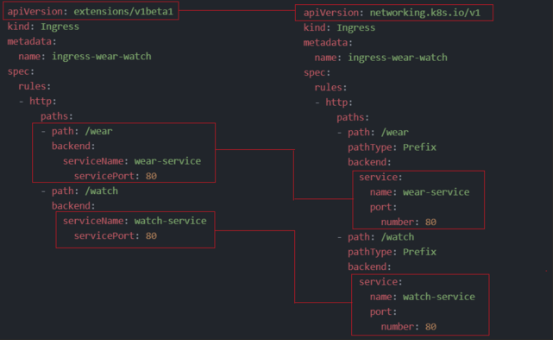 apiVersion: extensions/v1beta1
kind: Ingress
metadata:
  name: ingress-wear-watch
spec:
  rules:
  - http:
      paths:
      - path: /wear
        backend:
          serviceName: wear-service
            servicePort: 80
      - path: /watch
        backend:
          serviceName: watch-service
            servicePort: 80
apiVersion: networking.k8s.io/v1
kind: Ingress
metadata:
  name: ingress-wear-watch
spec:
  rules:
  - http:
      paths:
      - path: /wear
        pathType: Prefix
        backend:
          service:
            name: wear-service
            port:
              number: 80
      - path: /watch
        pathType: Prefix
        backend:
          service:
            name: watch-service
            port:
              number: 80